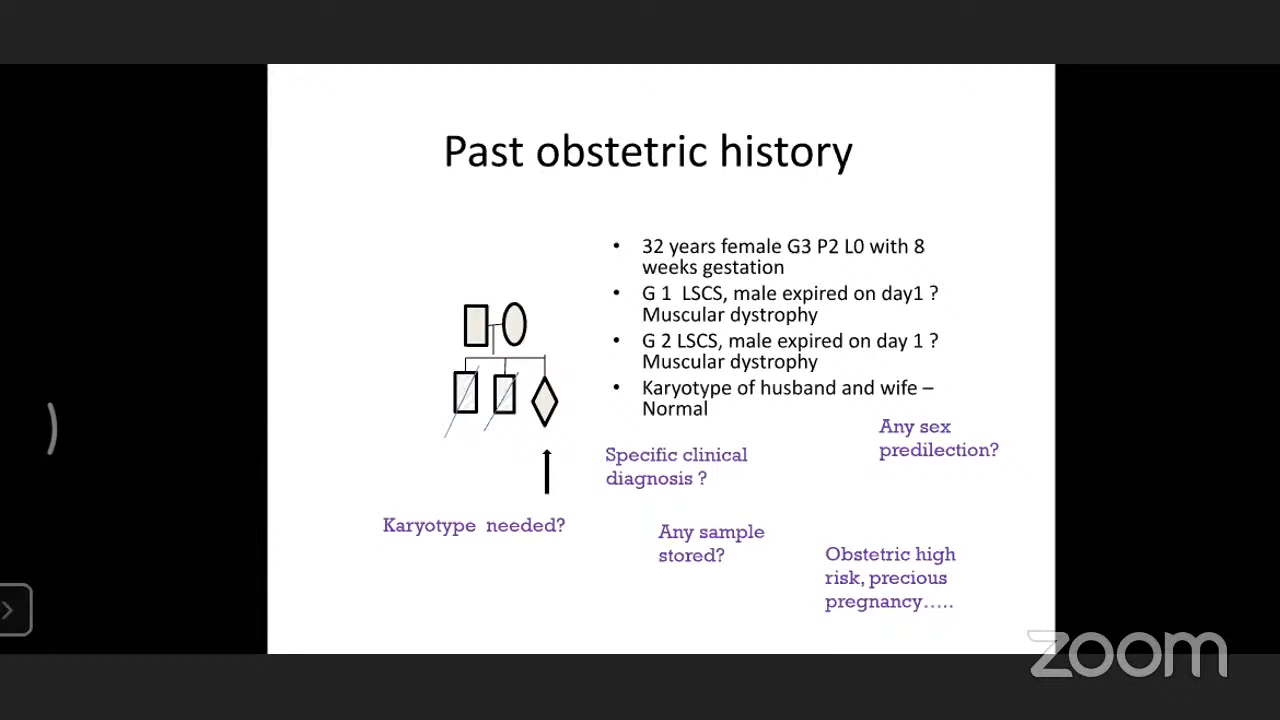 Past obstetric history
• 32 years female G3 P2 L0 with 8
weeks gestation
• G 1 LSCS, male expired on day1 ?
Muscular dystrophy
• G 2 LSCS, male expired on day 1 ?
Muscular dystrophy
• Karyotype of husband and wife –
Normal
Any sex
predilection?
Specific clinical
diagnosis ?
Karyotype needed?
Any sample
stored?
Obstetric high
risk, precious
pregnancy.....
zoom